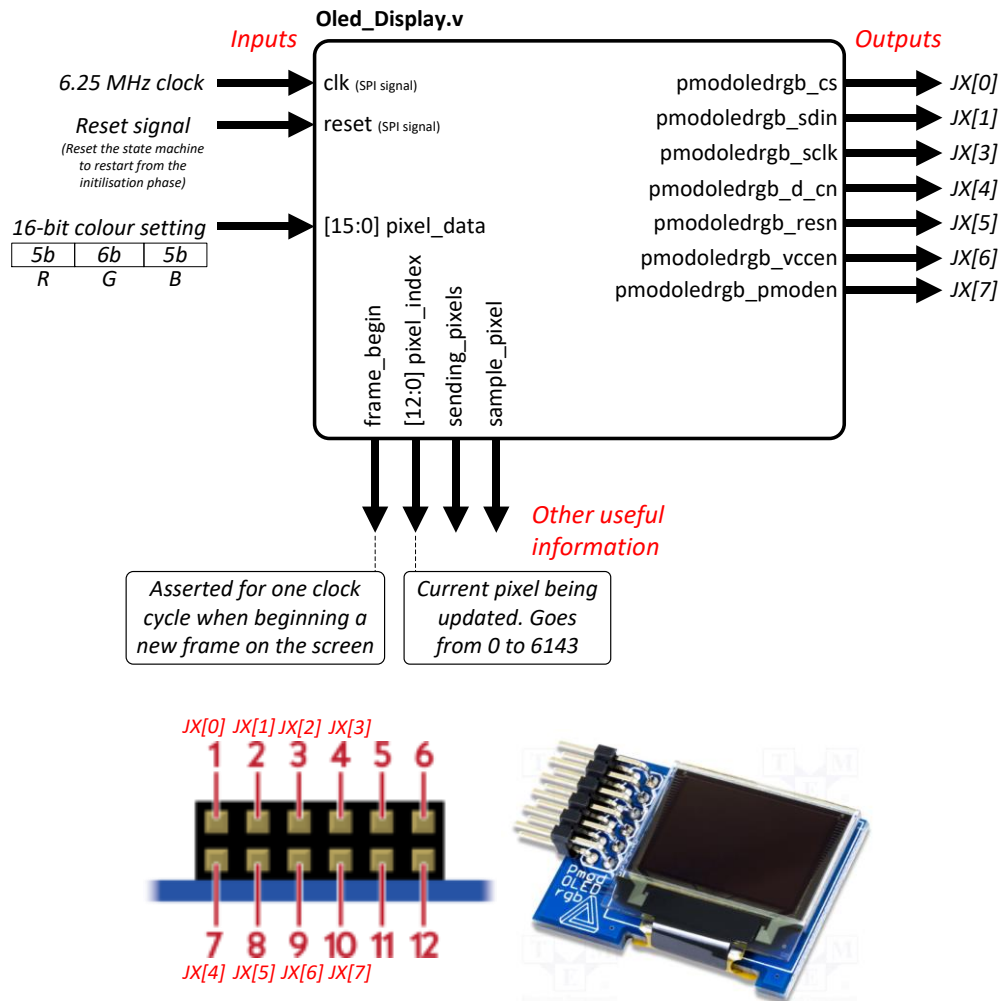 Oled_Display.v
Inputs
Outputs
6.25 MHz clock
clk (SPI signal)
pmodoledrgb_cs
JX[0]
Reset signal
(Reset the state machine
to restart from the
initilisation phase)
reset (SPI signal)
pmodoledrgb_sdin
JX[1]
pmodoledrgb_sclk
JX[3]
pmodoledrgb_d_cn
JX[4]
16-bit colour setting
5b 6b 5b
R G B
[15:0] pixel_data
pmodoledrgb_resn
JX[5]
pmodoledrgb_vccen
JX[6]
pmodoledrgb_pmoden
JX[7]
frame_begin
[12:0] pixel_index
sending_pixels
sample_pixel
Other useful
information
Asserted for one clock
cycle when beginning a
new frame on the screen
Current pixel being
updated. Goes
from 0 to 6143
JX[0] JX[1] JX[2] JX[3]
1 2 3 4 5 6
7 8 9 10 11 12
JX[4] JX[5] JX[6] JX[7]
Pmod
OLED
rgb
T M
E
T M
E